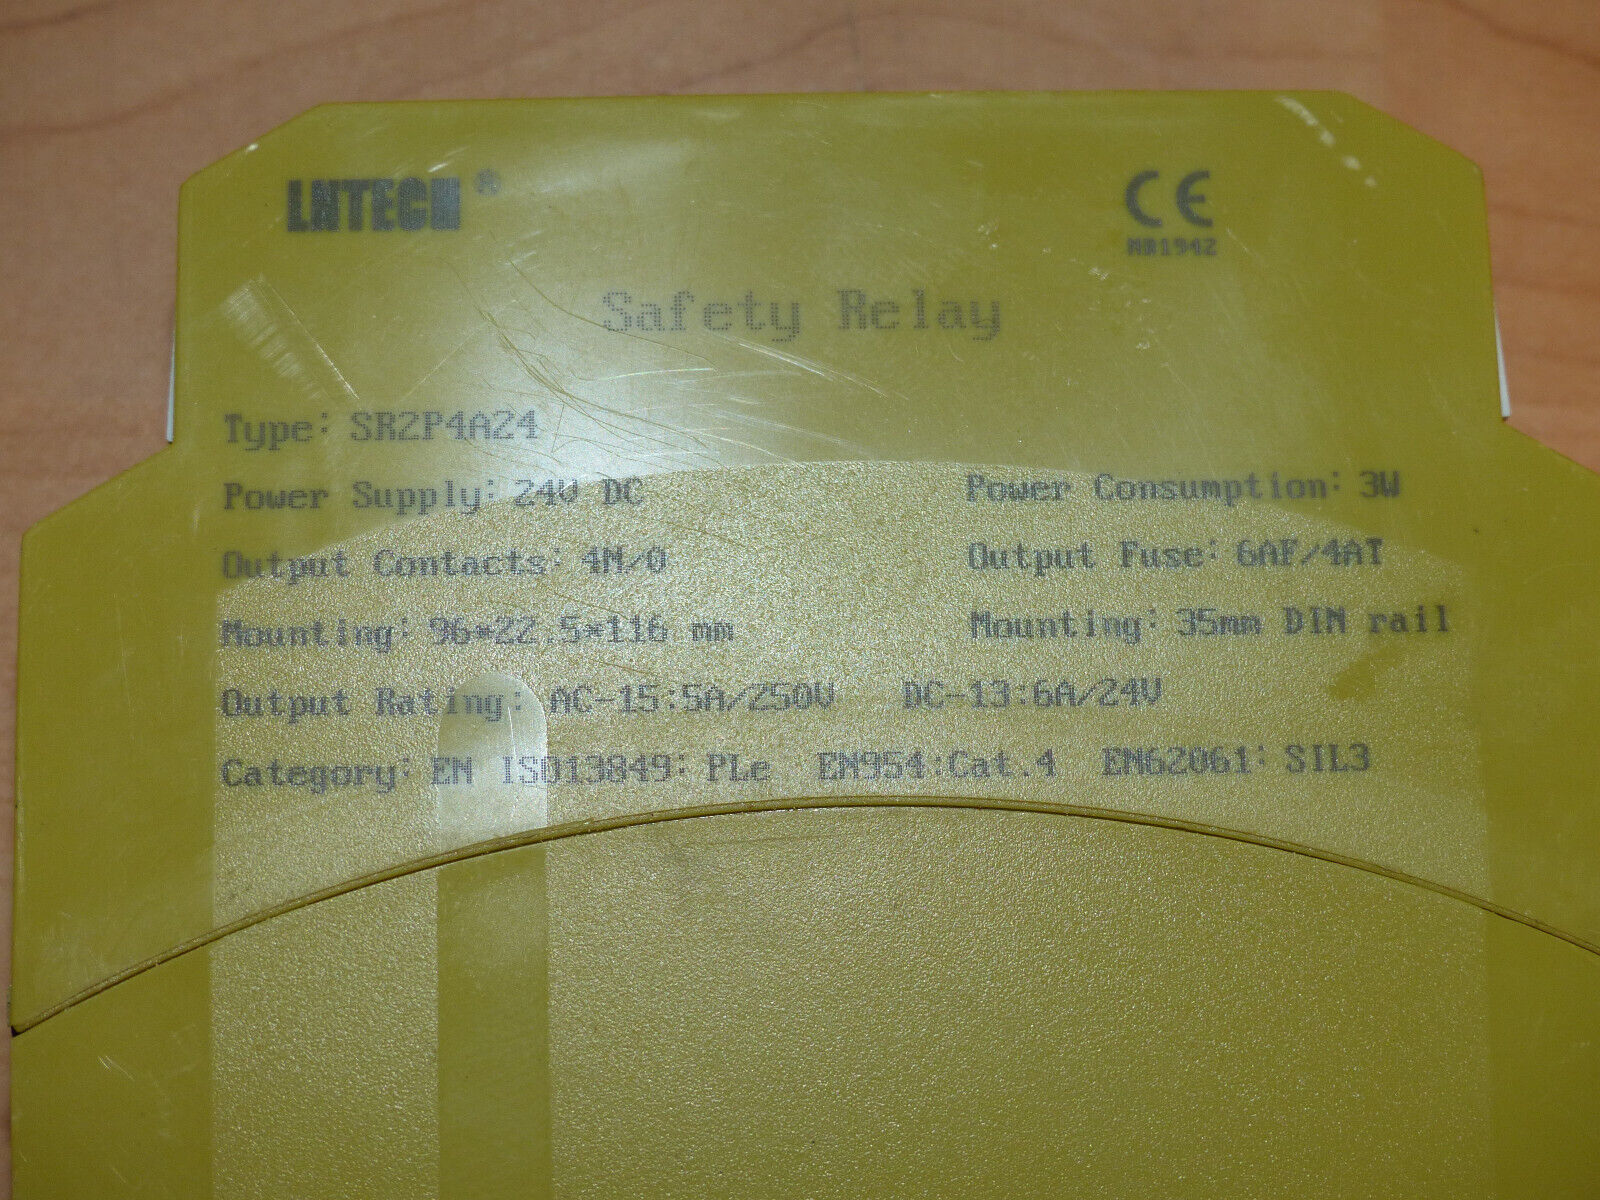 LNTECH ®
CE
NB1942
Safety Relay
Type: SR2P4A24
Power Supply: 24V DC Power Consumption: 3W
Output Contacts: 4N/O Output Fuse: 6AF/4AT
Mounting: 96*22.5*116 mm Mounting: 35mm DIN rail
Output Rating: AC-15:5A/250V DC-13:6A/24V
Category: EN ISO13849: PLe EN954:Cat.4 EN62061: SIL3